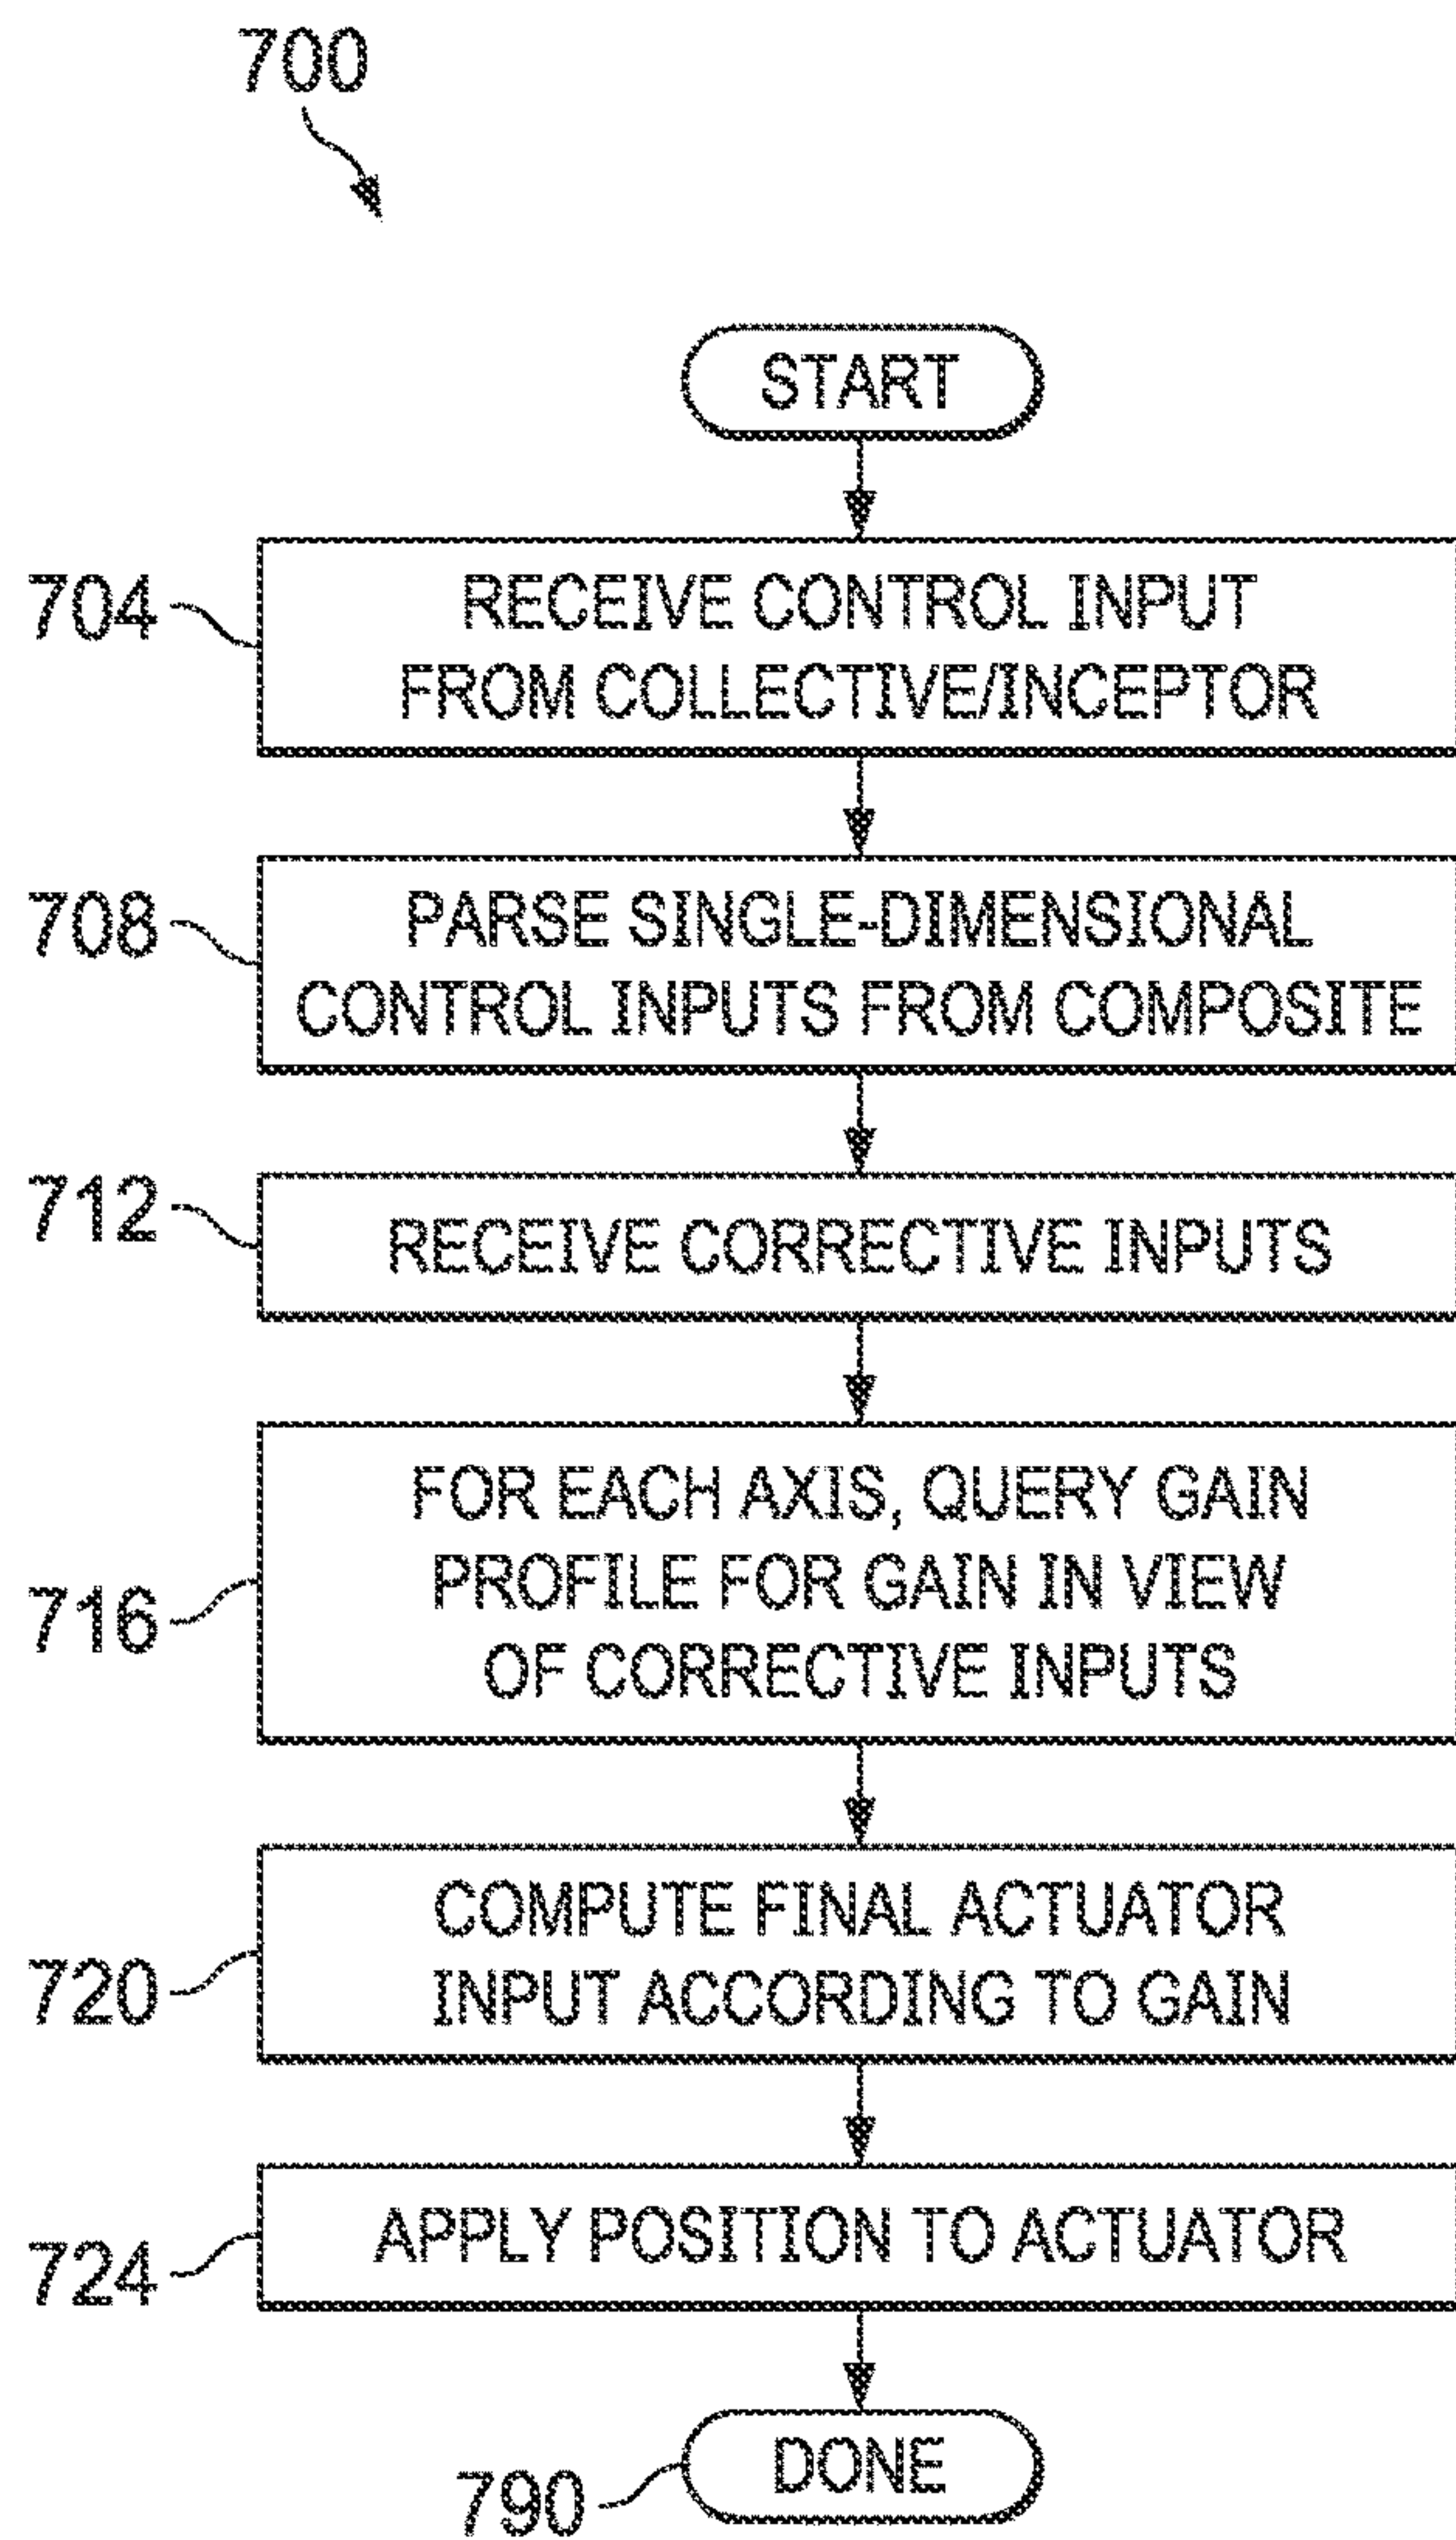 700
START
704
RECEIVE CONTROL INPUT
FROM COLLECTIVE/INCEPTOR
708
PARSE SINGLE-DIMENSIONAL
CONTROL INPUTS FROM COMPOSITE
712
RECEIVE CORRECTIVE INPUTS
716
FOR EACH AXIS, QUERY GAIN
PROFILE FOR GAIN IN VIEW
OF CORRECTIVE INPUTS
720
COMPUTE FINAL ACTUATOR
INPUT ACCORDING TO GAIN
724
APPLY POSITION TO ACTUATOR
790
DONE